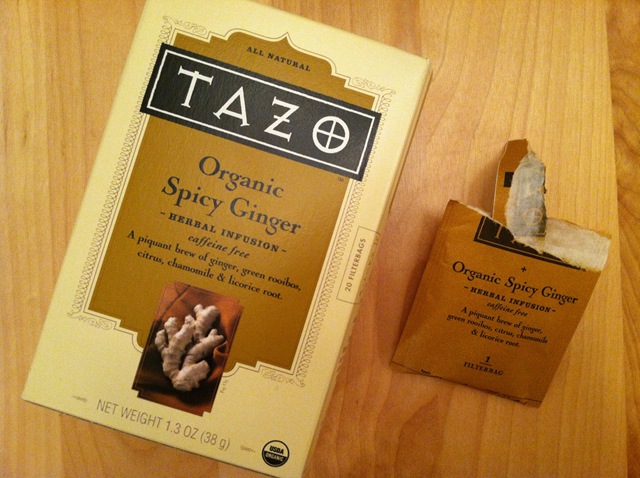 ALL NATURAL
TAZO
Organic
Spicy Ginger
- HERBAL INFUSION -
caffeine free
A piquant brew of ginger, green rooibos,
citrus, chamomile & licorice root.
NET WEIGHT 1.3 OZ (38 g)
USDA
ORGANIC
20 FILTERBAGS
Organic Spicy Ginger
- HERBAL INFUSION -
caffeine free
A piquant brew of ginger,
green rooibos, citrus, chamomile
& licorice root.
1
FILTERBAG